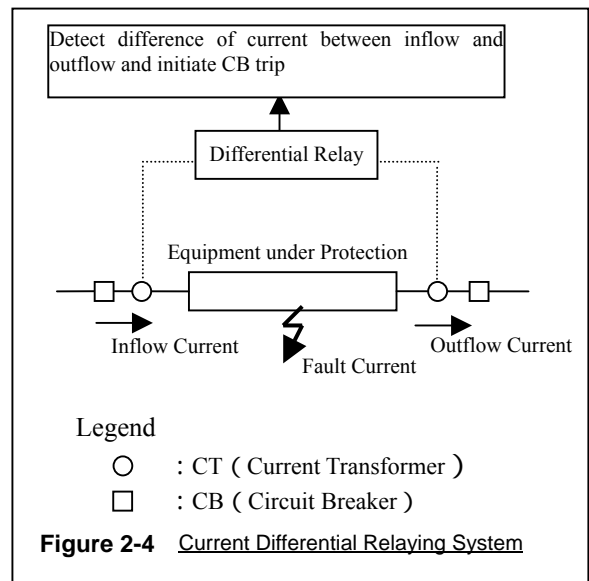 Detect difference of current between inflow and
outflow and initiate CB trip
Differential Relay
Equipment under Protection
Inflow Current
Outflow Current
Fault Current
Legend
: CT ( Current Transformer )
: CB ( Circuit Breaker )
Figure 2-4 Current Differential Relaying System